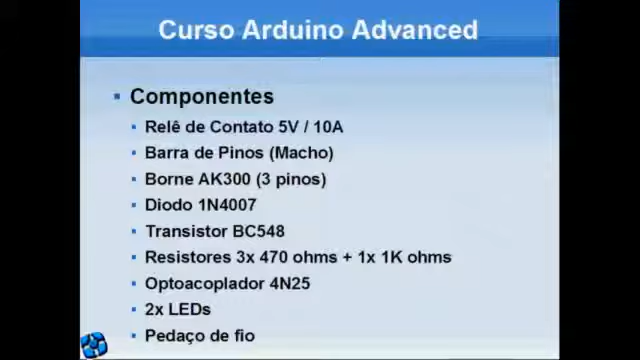 Curso Arduino Advanced
Componentes
Relê de Contato 5V / 10A
Barra de Pinos (Macho)
Borne AK300 (3 pinos)
Diodo 1N4007
Transistor BC548
Resistores 3x 470 ohms + 1x 1K ohms
Optoacoplador 4N25
2x LEDs
Pedaço de fio